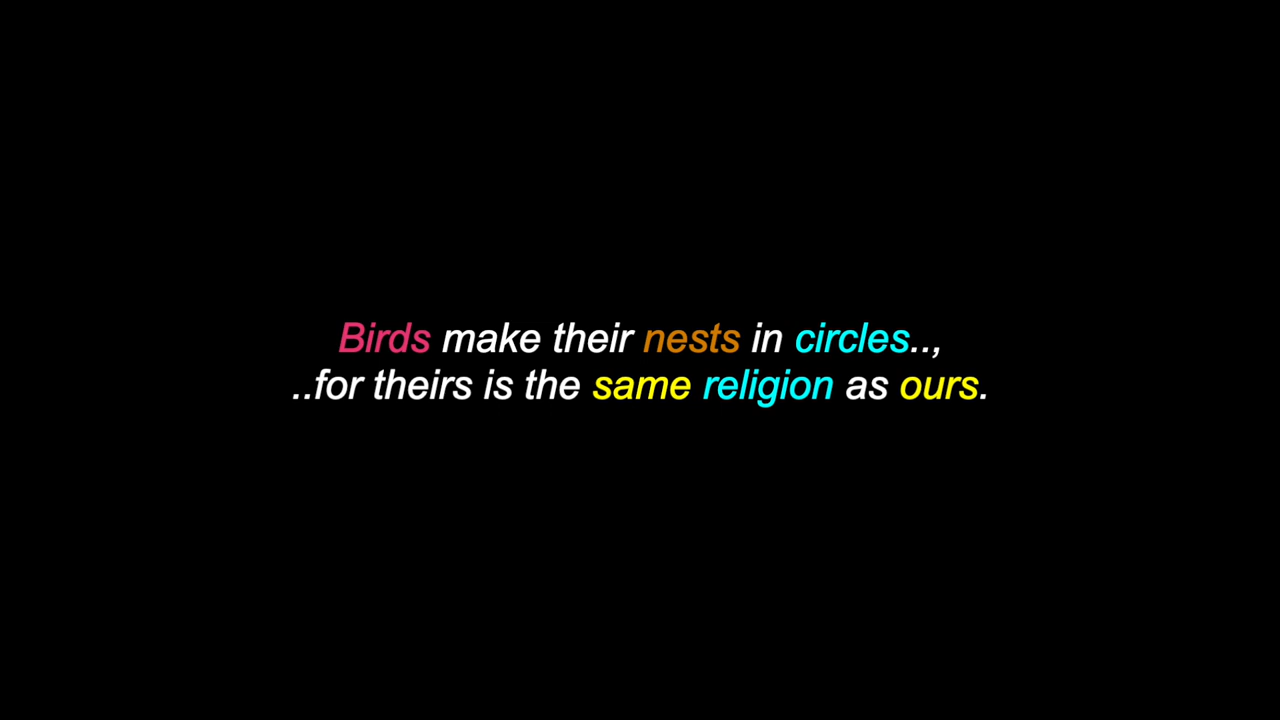 Birds make their nests in circles..,
..for theirs is the same religion as ours.